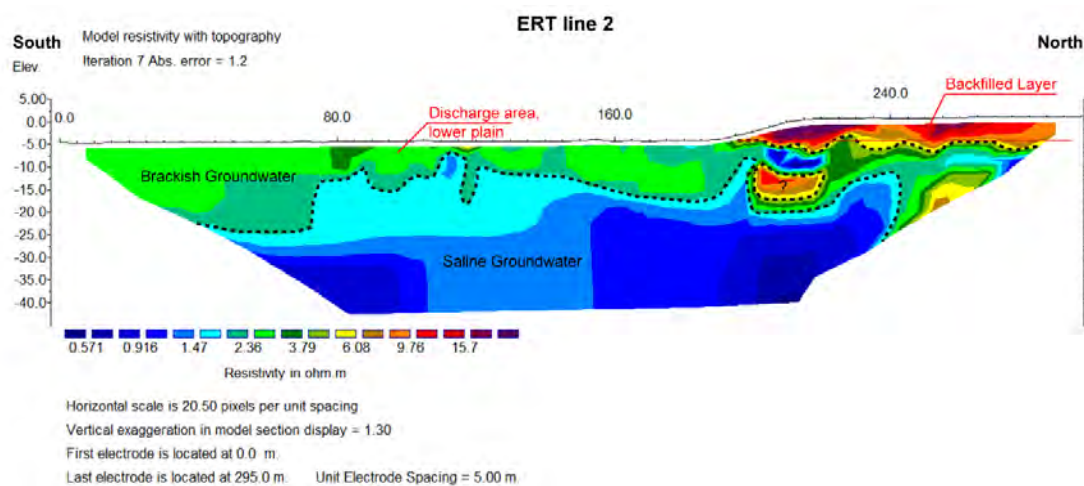 ERT line 2
South
Model resistivity with topography
North
Elev.
Iteration 7 Abs. error = 1.2
Backfilled Layer
240.0
5.00
0.0
80.0
Discharge area,
lower plain
160.0
0.0
-5.0
-10.0
Brackish Groundwater
-15.0
?
-20.0
-25.0
Saline Groundwater
-30.0
-35.0
-40.0
0.571 0.916 1.47 2.36 3.79 6.08 9.76 15.7
Resistivity in ohm.m
Horizontal scale is 20.50 pixels per unit spacing
Vertical exaggeration in model section display = 1.30
First electrode is located at 0.0 m.
Last electrode is located at 295.0 m. Unit Electrode Spacing = 5.00 m.